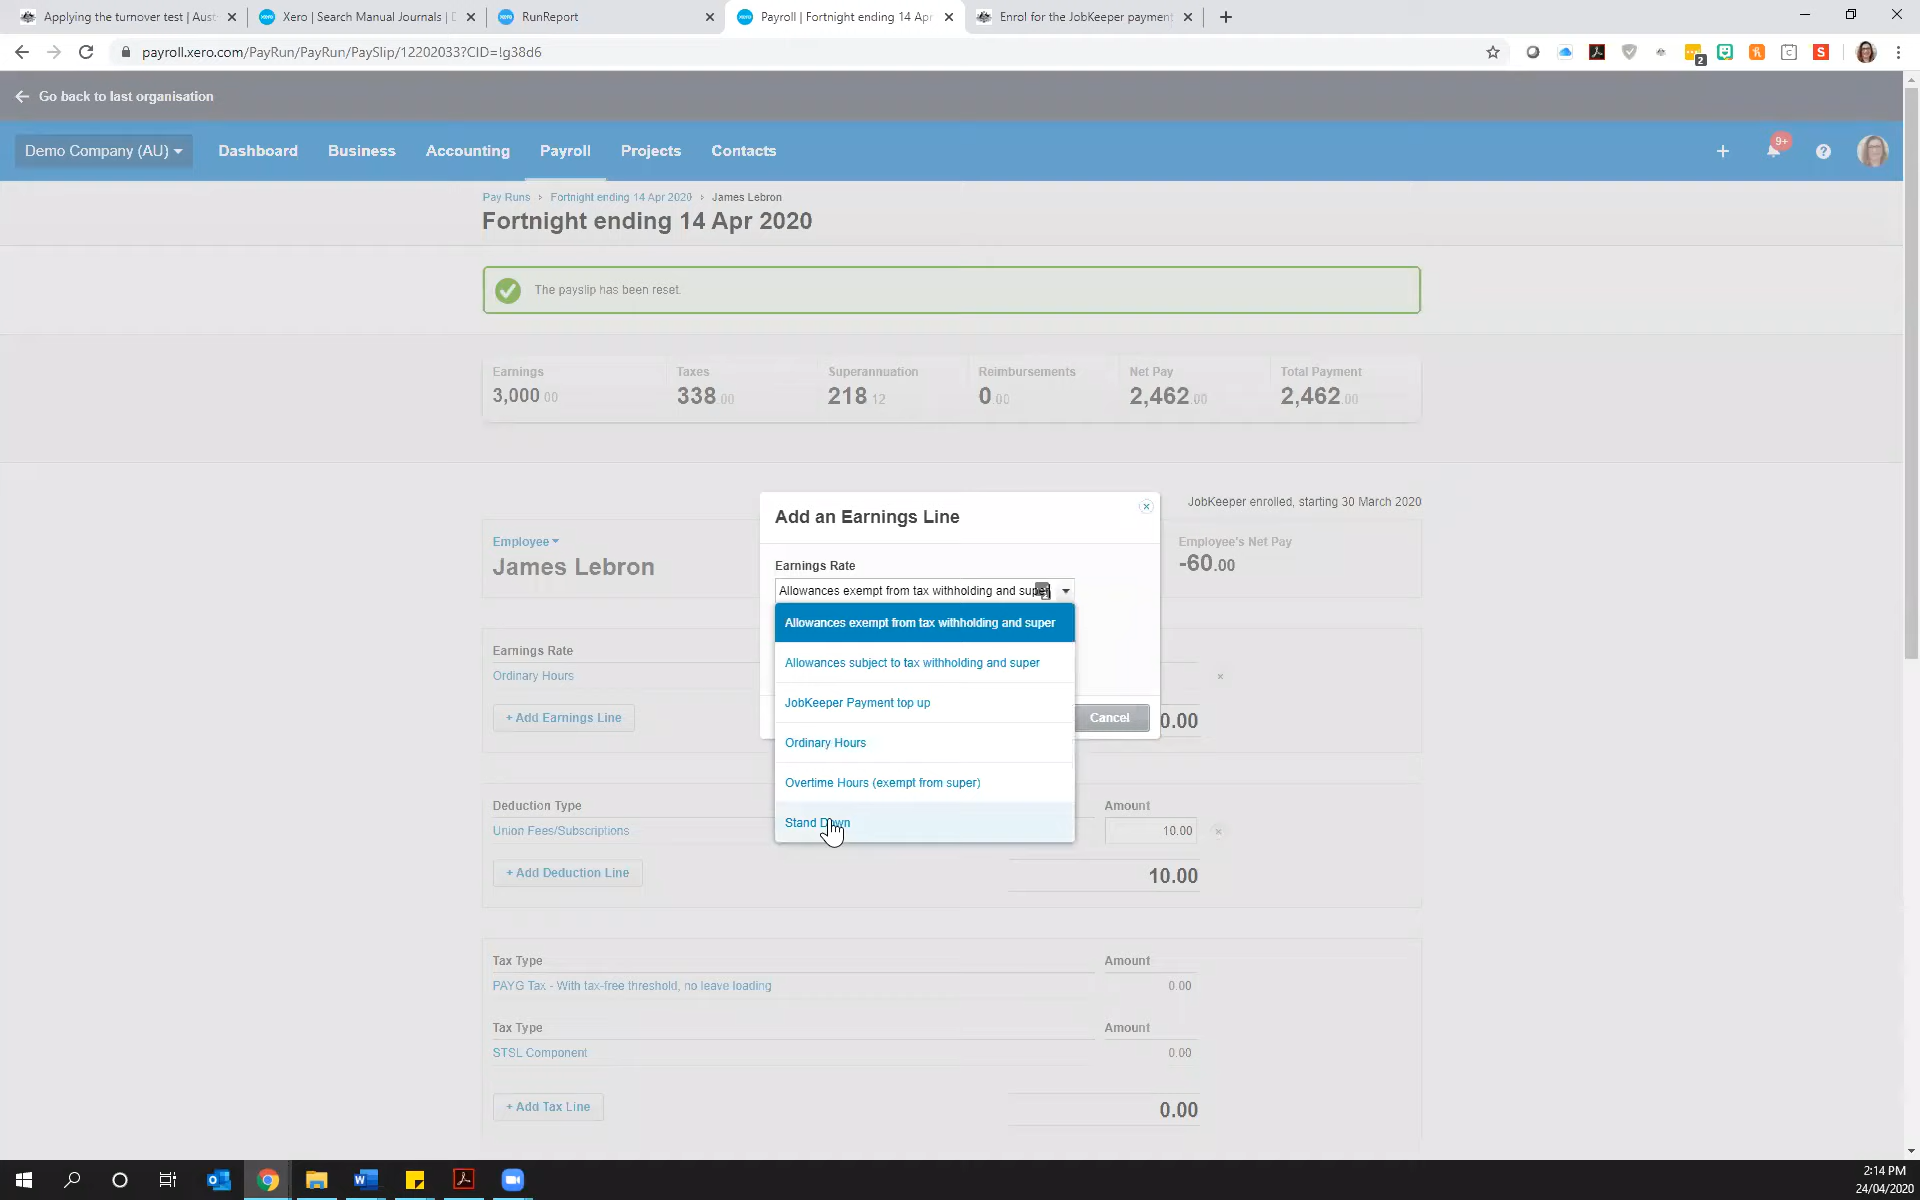 Applying the turnover test | Aust
Xero | Search Manual Journals | D
RunReport
Payroll | Fortnight ending 14 Apr
Enrol for the JobKeeper payment
payroll.xero.com/PayRun/PayRun/PaySlip/12202033?CID=!g38d6
2
Go back to last organisation
Demo Company (AU)
Dashboard
Business
Accounting
Payroll
Projects
Contacts
9+
Pay Runs › Fortnight ending 14 Apr 2020 › James Lebron
Fortnight ending 14 Apr 2020
The payslip has been reset.
Earnings
Taxes
Superannuation
Reimbursements
Net Pay
Total Payment
3,000.00
338.00
218.12
0.00
2,462.00
2,462.00
JobKeeper enrolled, starting 30 March 2020
Add an Earnings Line
Employee
James Lebron
Employee's Net Pay
-60.00
Earnings Rate
Allowances exempt from tax withholding and super
Allowances exempt from tax withholding and super
Allowances subject to tax withholding and super
JobKeeper Payment top up
Ordinary Hours
Overtime Hours (exempt from super)
Stand Down
Cancel
Earnings Rate
Ordinary Hours
+ Add Earnings Line
0.00
Deduction Type
Amount
Union Fees/Subscriptions
10.00
+ Add Deduction Line
10.00
Tax Type
Amount
PAYG Tax - With tax-free threshold, no leave loading
0.00
Tax Type
Amount
STSL Component
0.00
+ Add Tax Line
0.00
2:14 PM
24/04/2020